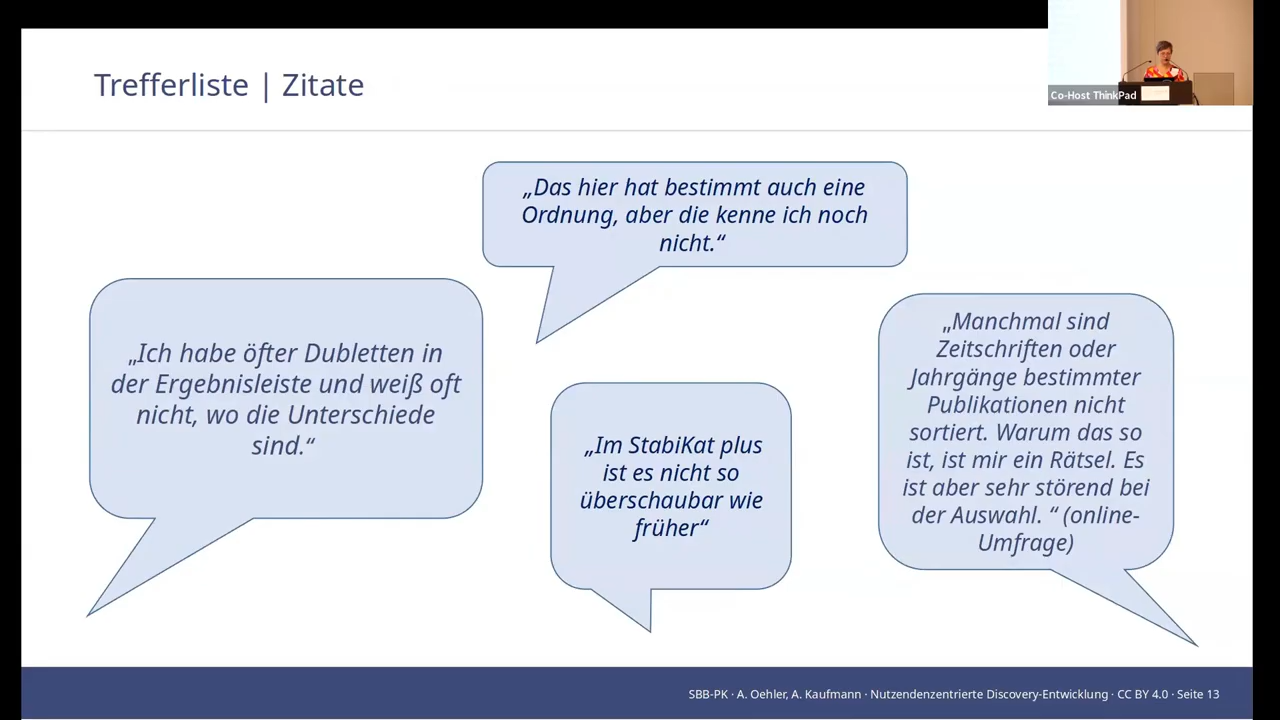 Trefferliste | Zitate
Co-Host ThinkPad
„Das hier hat bestimmt auch eine
Ordnung, aber die kenne ich noch
nicht.“
„Ich habe öfter Dubletten in
der Ergebnisleiste und weiß oft
nicht, wo die Unterschiede
sind.“
„Im StabiKat plus
ist es nicht so
überschaubar wie
früher“
„Manchmal sind
Zeitschriften oder
Jahrgänge bestimmter
Publikationen nicht
sortiert. Warum das so
ist, ist mir ein Rätsel. Es
ist aber sehr störend bei
der Auswahl. “ (online-
Umfrage)
SBB-PK · A. Oehler, A. Kaufmann · Nutzendenzentrierte Discovery-Entwicklung · CC BY 4.0 · Seite 13